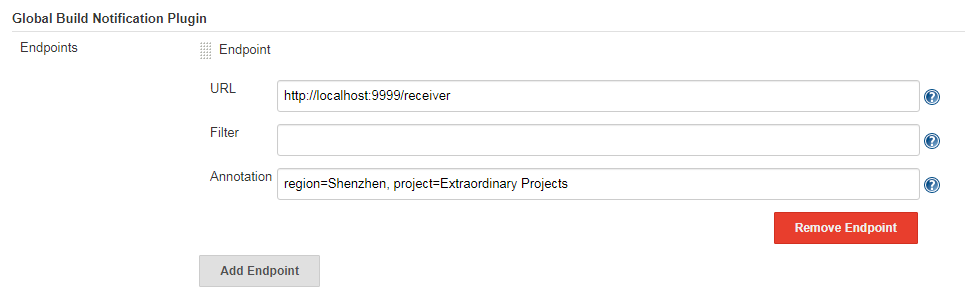 Global Build Notification Plugin
Endpoints
Endpoint
URL
http://localhost:9999/receiver
?
Filter
?
Annotation
region=Shenzhen, project=Extraordinary Projects
?
Remove Endpoint
Add Endpoint